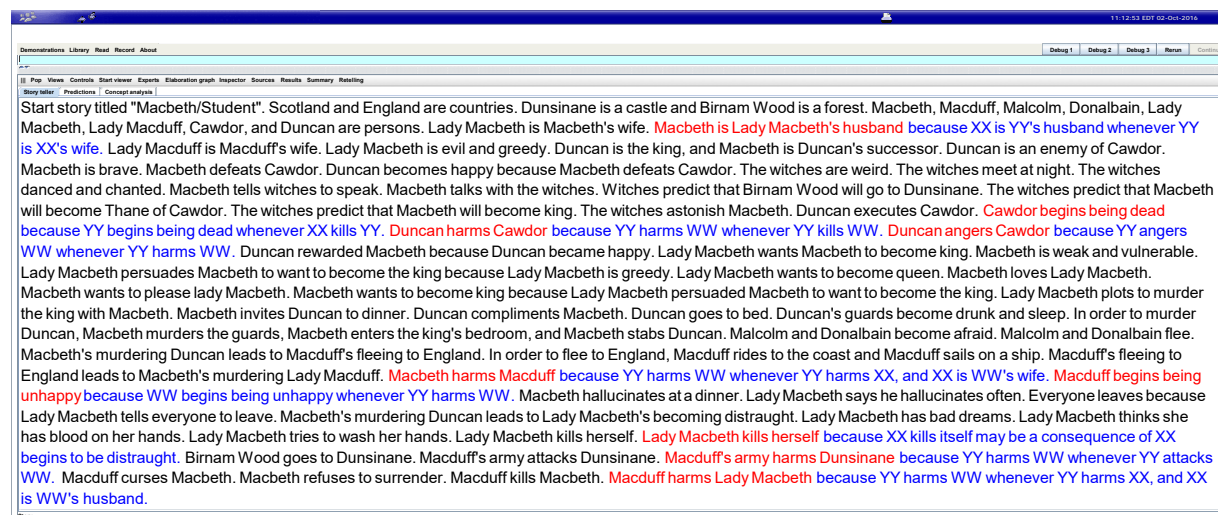 11:12:53 EDT 02-Oct-2016
Demonstrations Library Read Record About
Debug 1 Debug 2 Debug 3 Rerun Continu
||| Pop Views Controls Start viewer Experts Elaboration graph Inspector Sources Results Summary Retelling
Story teller Predictions Concept analysis
Start story titled "Macbeth/Student". Scotland and England are countries. Dunsinane is a castle and Birnam Wood is a forest. Macbeth, Macduff, Malcolm, Donalbain, Lady
Macbeth, Lady Macduff, Cawdor, and Duncan are persons. Lady Macbeth is Macbeth's wife. Macbeth is Lady Macbeth's husband because XX is YY's husband whenever YY
is XX's wife. Lady Macduff is Macduff's wife. Lady Macbeth is evil and greedy. Duncan is the king, and Macbeth is Duncan's successor. Duncan is an enemy of Cawdor.
Macbeth is brave. Macbeth defeats Cawdor. Duncan becomes happy because Macbeth defeats Cawdor. The witches are weird. The witches meet at night. The witches
danced and chanted. Macbeth tells witches to speak. Macbeth talks with the witches. Witches predict that Birnam Wood will go to Dunsinane. The witches predict that Macbeth
will become Thane of Cawdor. The witches predict that Macbeth will become king. The witches astonish Macbeth. Duncan executes Cawdor. Cawdor begins being dead
because YY begins being dead whenever XX kills YY. Duncan harms Cawdor because YY harms WW whenever YY kills WW. Duncan angers Cawdor because YY angers
WW whenever YY harms WW. Duncan rewarded Macbeth because Duncan became happy. Lady Macbeth wants Macbeth to become king. Macbeth is weak and vulnerable.
Lady Macbeth persuades Macbeth to want to become the king because Lady Macbeth is greedy. Lady Macbeth wants to become queen. Macbeth loves Lady Macbeth.
Macbeth wants to please lady Macbeth. Macbeth wants to become king because Lady Macbeth persuaded Macbeth to want to become the king. Lady Macbeth plots to murder
the king with Macbeth. Macbeth invites Duncan to dinner. Duncan compliments Macbeth. Duncan goes to bed. Duncan's guards become drunk and sleep. In order to murder
Duncan, Macbeth murders the guards, Macbeth enters the king's bedroom, and Macbeth stabs Duncan. Malcolm and Donalbain become afraid. Malcolm and Donalbain flee.
Macbeth's murdering Duncan leads to Macduff's fleeing to England. In order to flee to England, Macduff rides to the coast and Macduff sails on a ship. Macduff's fleeing to
England leads to Macbeth's murdering Lady Macduff. Macbeth harms Macduff because YY harms WW whenever YY harms XX, and XX is WW's wife. Macduff begins being
unhappy because WW begins being unhappy whenever YY harms WW. Macbeth hallucinates at a dinner. Lady Macbeth says he hallucinates often. Everyone leaves because
Lady Macbeth tells everyone to leave. Macbeth's murdering Duncan leads to Lady Macbeth's becoming distraught. Lady Macbeth has bad dreams. Lady Macbeth thinks she
has blood on her hands. Lady Macbeth tries to wash her hands. Lady Macbeth kills herself. Lady Macbeth kills herself because XX kills itself may be a consequence of XX
begins to be distraught. Birnam Wood goes to Dunsinane. Macduff's army attacks Dunsinane. Macduff's army harms Dunsinane because YY harms WW whenever YY attacks
WW. Macduff curses Macbeth. Macbeth refuses to surrender. Macduff kills Macbeth. Macduff harms Lady Macbeth because YY harms WW whenever YY harms XX, and XX
is WW's husband.